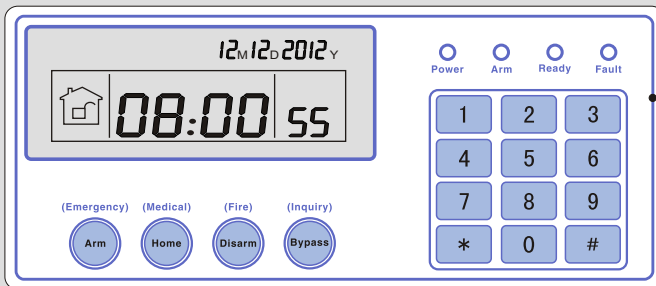 12M12D2012Y
08:00 55
Power Arm Ready Fault
1 2 3
4 5 6
7 8 9
* 0 #
(Emergency) (Medical) (Fire) (Inquiry)
Arm Home Disarm Bypass